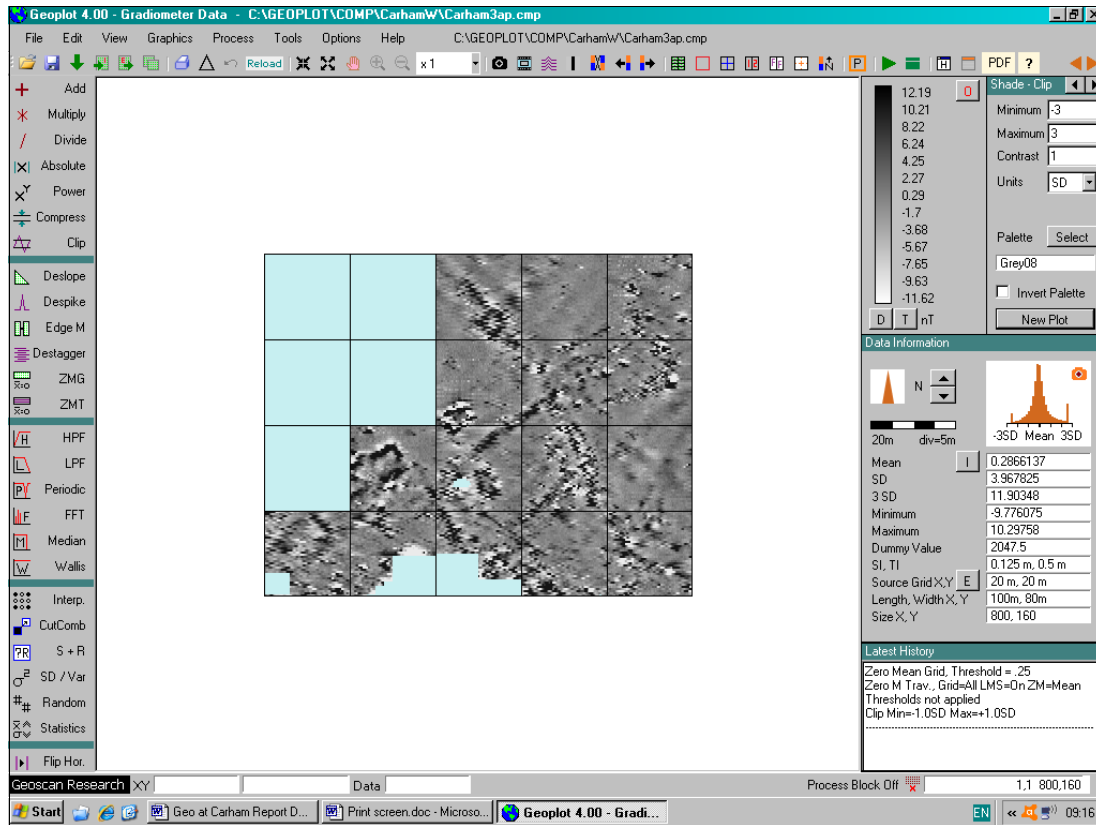 Geoplot 4.00 - Gradiometer Data - C:\GEOPLOT\COMP\CarhamW\Carham3ap.cmp
File Edit View Graphics Process Tools Options Help C:\GEOPLOT\COMP\CarhamW\Carham3ap.cmp
Reload x 1 P H PDF ?
Add
Multiply
Divide
Absolute
Power
Compress
Clip
Deslope
Despike
Edge M
Destagger
ZMG
ZMT
HPF
LPF
Periodic
FFT
Median
Wallis
Interp.
CutComb
S + R
SD / Var
Random
Statistics
Flip Hor.
12.19
10.21
8.22
6.24
4.25
2.27
0.29
-1.7
-3.68
-5.67
-7.65
-9.63
-11.62
D T nT
Shade - Clip
Minimum -3
Maximum 3
Contrast 1
Units SD
Palette Select
Grey08
Invert Palette
New Plot
Data Information
N
20m div=5m
-3SD Mean 3SD
Mean I 0.2866137
SD 3.967825
3 SD 11.90348
Minimum -9.776075
Maximum 10.29758
Dummy Value 2047.5
SI, TI 0.125 m, 0.5 m
Source Grid X,Y E 20 m, 20 m
Length, Width X, Y 100m, 80m
Size X, Y 800, 160
Latest History
Zero Mean Grid, Threshold = .25
Zero M Trav., Grid=All LMS=On ZM=Mean
Thresholds not applied
Clip Min=-1.0SD Max=+1.0SD
Geoscan Research XY Data Process Block Off 1,1 800,160
Start Geo at Carham Report D... Print screen.doc - Microso... Geoplot 4.00 - Gradi... EN « 09:16